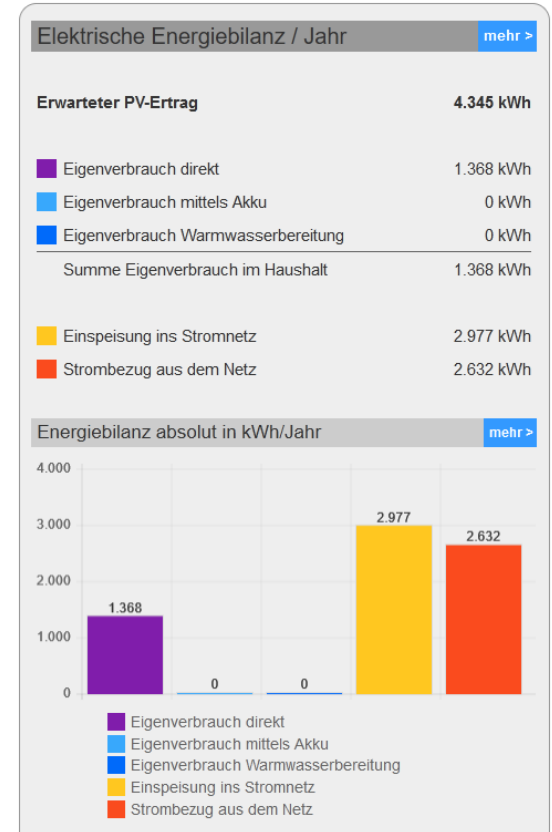 Elektrische Energiebilanz / Jahr mehr >
Erwarteter PV-Ertrag 4.345 kWh
Eigenverbrauch direkt 1.368 kWh
Eigenverbrauch mittels Akku 0 kWh
Eigenverbrauch Warmwasserbereitung 0 kWh
Summe Eigenverbrauch im Haushalt 1.368 kWh
Einspeisung ins Stromnetz 2.977 kWh
Strombezug aus dem Netz 2.632 kWh
Energiebilanz absolut in kWh/Jahr mehr >
4.000
3.000
2.000
1.000
0
1.368
0
0
2.977
2.632
Eigenverbrauch direkt
Eigenverbrauch mittels Akku
Eigenverbrauch Warmwasserbereitung
Einspeisung ins Stromnetz
Strombezug aus dem Netz